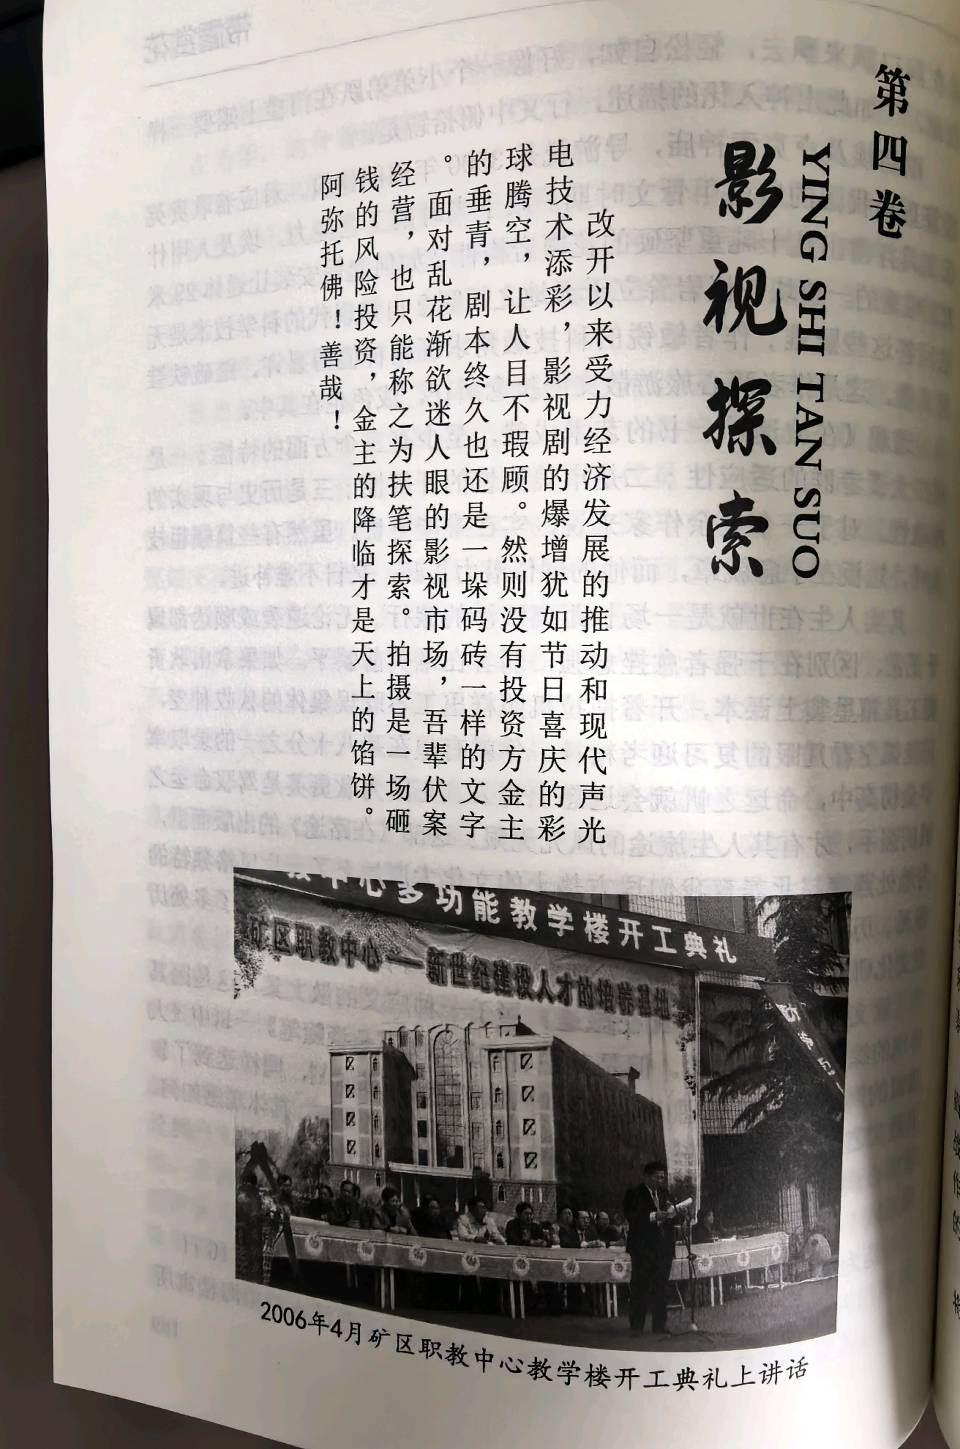 第四卷
影视探索
YING SHI TAN SUO
改开以来受力经济发展的推动和现代声光
电技术添彩，影视剧的爆增犹如节日喜庆的彩
球腾空，让人目不瑕顾。然则没有投资方金主
的垂青，剧本终久也还是一垛码砖一样的文字
。面对乱花渐欲迷人眼的影视市场，吾辈伏案
经营，也只能称之为扶笔探索。拍摄是一场砸
钱的风险投资，金主的降临才是天上的馅饼。
阿弥托佛！善哉！
中心多功能教学楼开工典礼
矿区职教中心——新世纪建设人才的培养基地
2006年4月矿区职教中心教学楼开工典礼上讲话